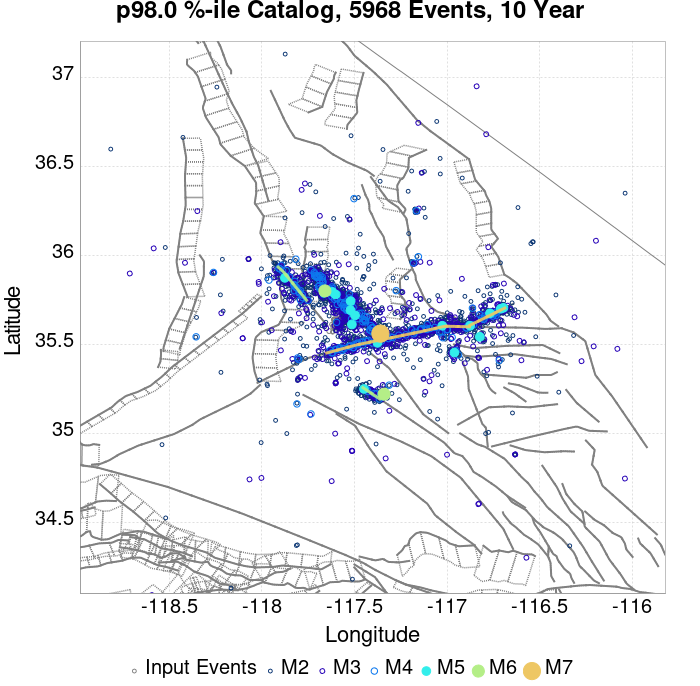 p98.0 %-ile Catalog, 5968 Events, 10 Year
37
36.5
36
35.5
35
34.5
Latitude
-118.5 -118 -117.5 -117 -116.5 -116
Longitude
Input Events M2 M3 M4 M5 M6 M7